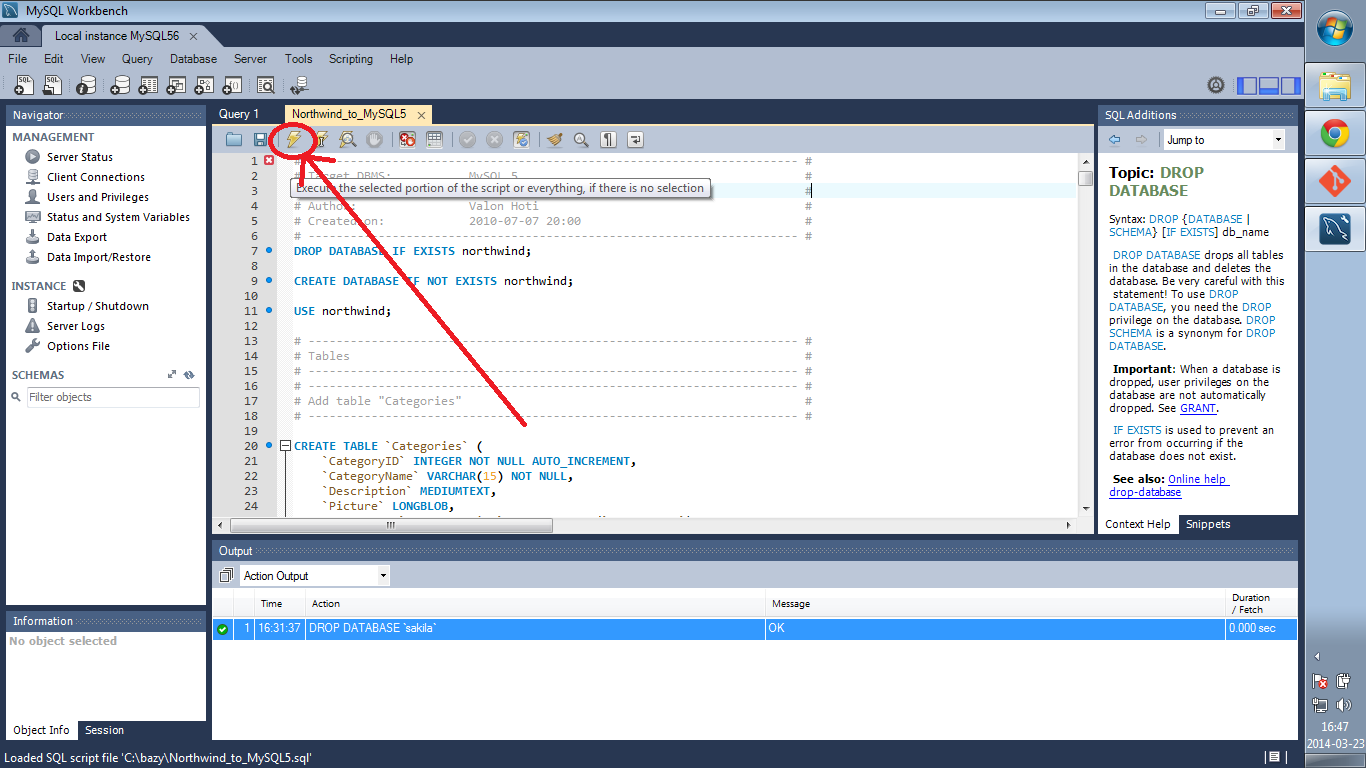 MySQL Workbench
Local instance MySQL56
File Edit View Query Database Server Tools Scripting Help
Navigator
MANAGEMENT
Server Status
Client Connections
Users and Privileges
Status and System Variables
Data Export
Data Import/Restore
INSTANCE
Startup / Shutdown
Server Logs
Options File
SCHEMAS
Filter objects
Information
No object selected
Object Info Session
Query 1 Northwind_to_MySQL5
1 # ---------------------------------------------------------------------- #
2 # Target DBMS: MySQL 5 #
Execute the selected portion of the script or everything, if there is no selection
3 #
4 # Author: Valon Hoti #
5 # Created on: 2010-07-07 20:00 #
6 # ---------------------------------------------------------------------- #
7 DROP DATABASE IF EXISTS northwind;
8
9 CREATE DATABASE IF NOT EXISTS northwind;
10
11 USE northwind;
12
13 # ---------------------------------------------------------------------- #
14 # Tables #
15 # ---------------------------------------------------------------------- #
16 # ---------------------------------------------------------------------- #
17 # Add table "Categories" #
18 # ---------------------------------------------------------------------- #
19
20 CREATE TABLE `Categories` (
21 `CategoryID` INTEGER NOT NULL AUTO_INCREMENT,
22 `CategoryName` VARCHAR(15) NOT NULL,
23 `Description` MEDIUMTEXT,
24 `Picture` LONGBLOB,
SQL Additions
Jump to
Topic: DROP
DATABASE
Syntax: DROP {DATABASE |
SCHEMA} [IF EXISTS] db_name
DROP DATABASE drops all tables
in the database and deletes the
database. Be very careful with this
statement! To use DROP
DATABASE, you need the DROP
privilege on the database. DROP
SCHEMA is a synonym for DROP
DATABASE.
Important: When a database is
dropped, user privileges on the
database are not automatically
dropped. See GRANT.
IF EXISTS is used to prevent an
error from occurring if the
database does not exist.
See also: Online help
drop-database
Context Help Snippets
Output
Action Output
Time Action Message Duration
/ Fetch
1 16:31:37 DROP DATABASE `sakila` OK 0.000 sec
Loaded SQL script file 'C:\bazy\Northwind_to_MySQL5.sql'
16:47
2014-03-23